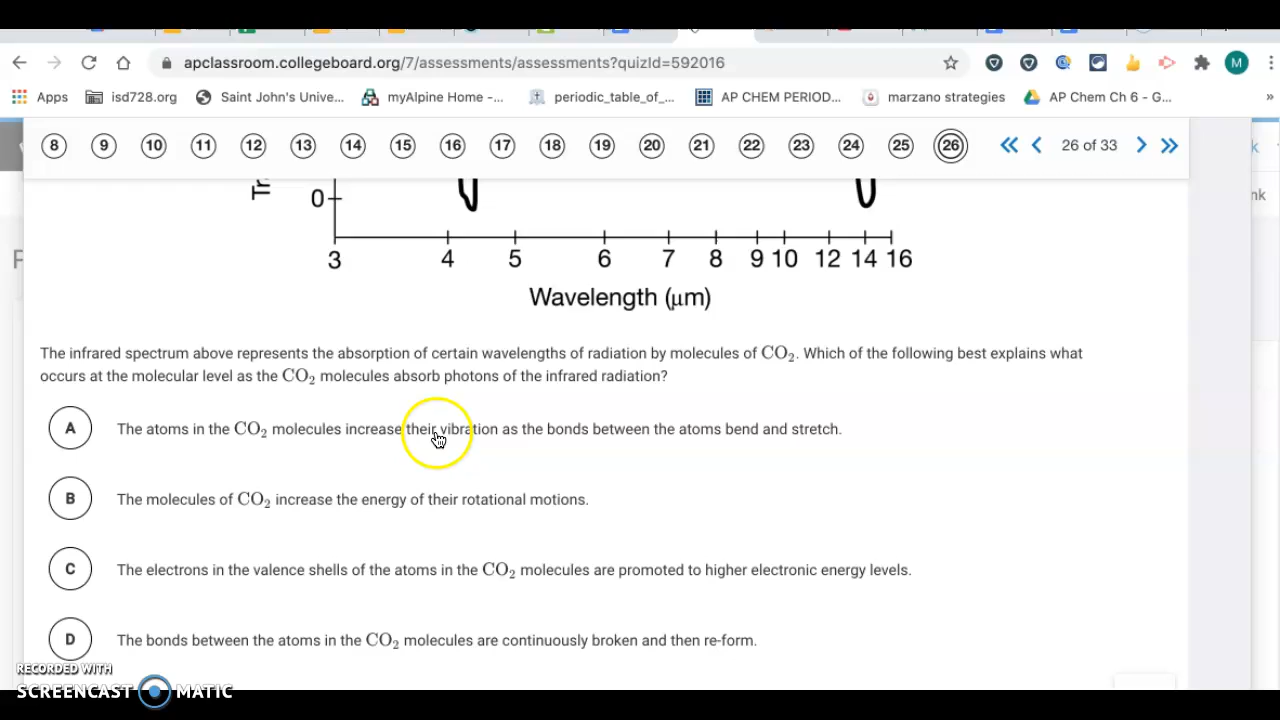 apclassroom.collegeboard.org/7/assessments/assessments?quizId=592016
M
Apps isd728.org Saint John's Unive... myAlpine Home -... periodic_table_of_... AP CHEM PERIOD... marzano strategies AP Chem Ch 6 - G... »
8 9 10 11 12 13 14 15 16 17 18 19 20 21 22 23 24 25 26 26 of 33
Tr
0
3 4 5 6 7 8 9 10 12 14 16
Wavelength (μm)
The infrared spectrum above represents the absorption of certain wavelengths of radiation by molecules of CO₂. Which of the following best explains what
occurs at the molecular level as the CO₂ molecules absorb photons of the infrared radiation?
A The atoms in the CO₂ molecules increase their vibration as the bonds between the atoms bend and stretch.
B The molecules of CO₂ increase the energy of their rotational motions.
C The electrons in the valence shells of the atoms in the CO₂ molecules are promoted to higher electronic energy levels.
D The bonds between the atoms in the CO₂ molecules are continuously broken and then re-form.
RECORDED WITH
SCREENCAST MATIC